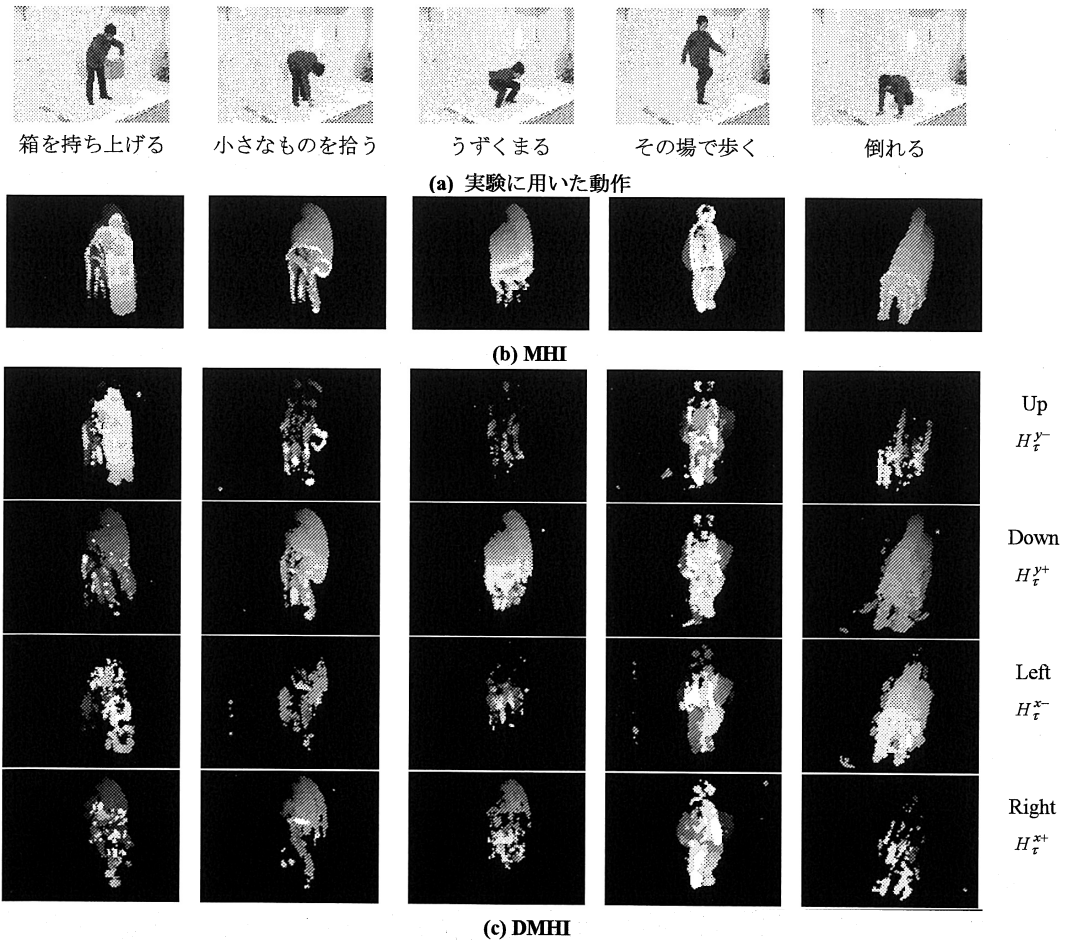 箱を持ち上げる 小さなものを拾う うずくまる その場で歩く 倒れる
(a) 実験に用いた動作
(b) MHI
Up
H_τ^{y−}
Down
H_τ^{y+}
Left
H_τ^{x−}
Right
H_τ^{x+}
(c) DMHI